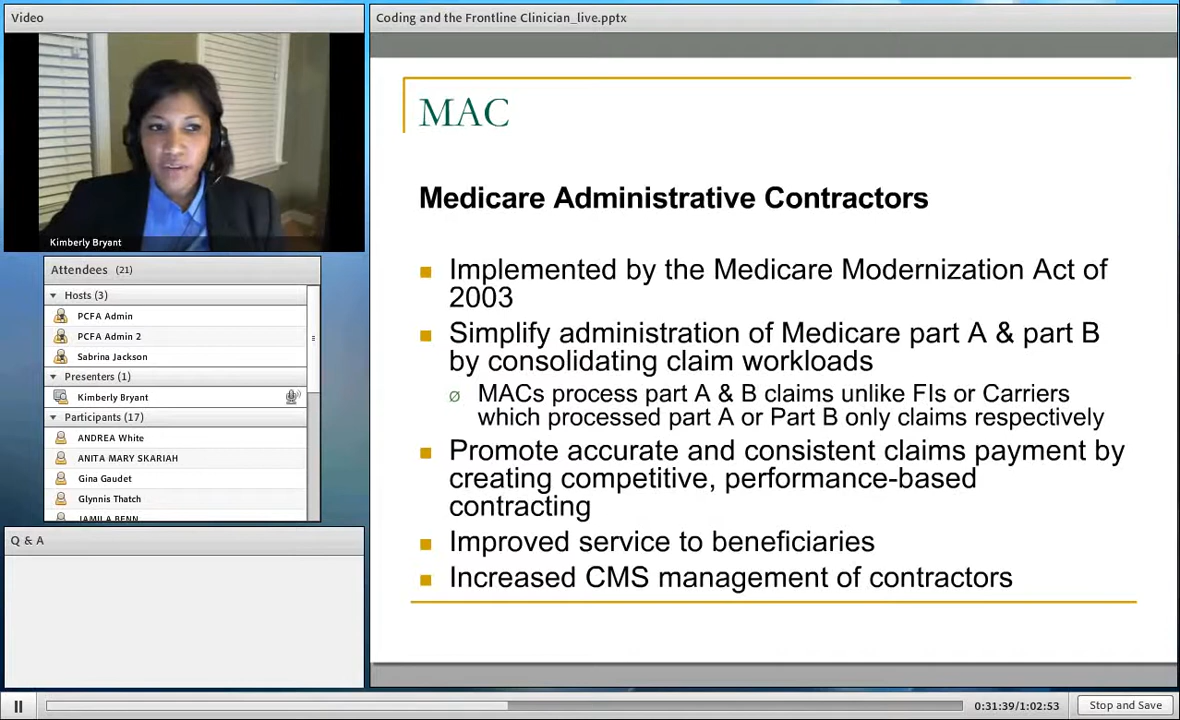 Video
Kimberly Bryant
Attendees (21)
Hosts (3)
PCFA Admin
PCFA Admin 2
Sabrina Jackson
Presenters (1)
Kimberly Bryant
Participants (17)
ANDREA White
ANITA MARY SKARIAH
Gina Gaudet
Glynnis Thatch
JAMILA BENN
Q & A
Coding and the Frontline Clinician_live.pptx
MAC
Medicare Administrative Contractors
Implemented by the Medicare Modernization Act of
2003
Simplify administration of Medicare part A & part B
by consolidating claim workloads
MACs process part A & B claims unlike FIs or Carriers
which processed part A or Part B only claims respectively
Promote accurate and consistent claims payment by
creating competitive, performance-based
contracting
Improved service to beneficiaries
Increased CMS management of contractors
0:31:39/1:02:53
Stop and Save